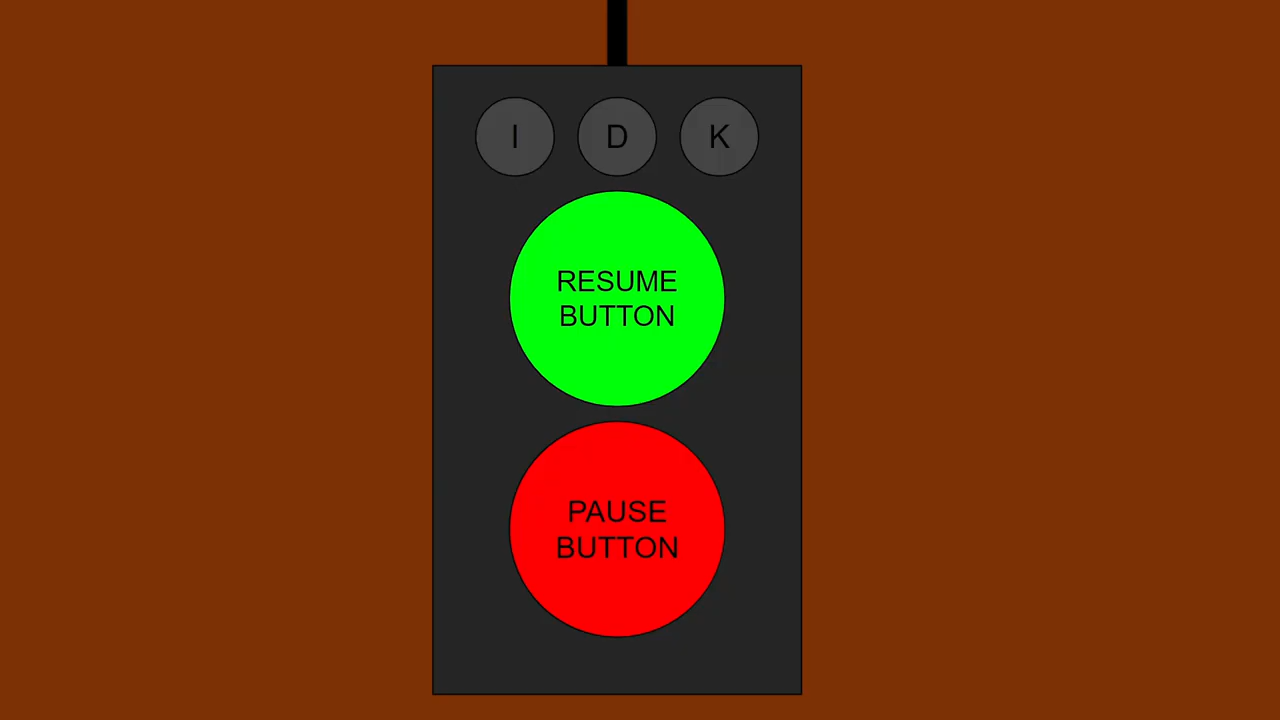 I D K
RESUME
BUTTON
PAUSE
BUTTON